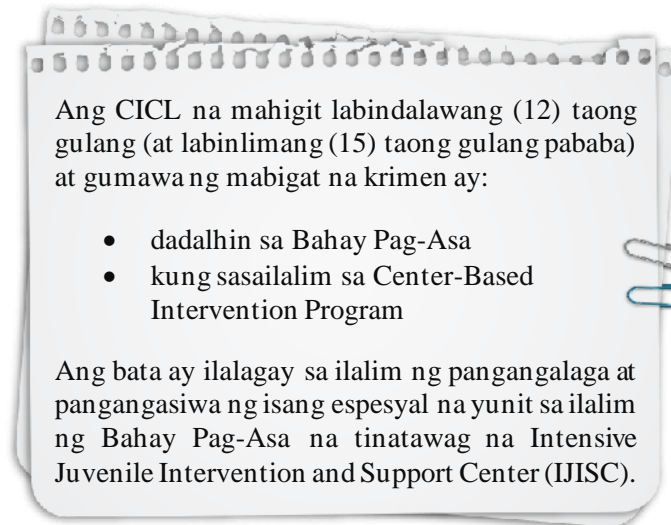 Ang CICL na mahigit labindalawang (12) taong
gulang (at labinlimang (15) taong gulang pababa)
at gumawa ng mabigat na krimen ay:
• dadalhin sa Bahay Pag-Asa
• kung sasailalim sa Center-Based
Intervention Program
Ang bata ay ilalagay sa ilalim ng pangangalaga at
pangangasiwa ng isang espesyal na yunit sa ilalim
ng Bahay Pag-Asa na tinatawag na Intensive
Juvenile Intervention and Support Center (IJISC).